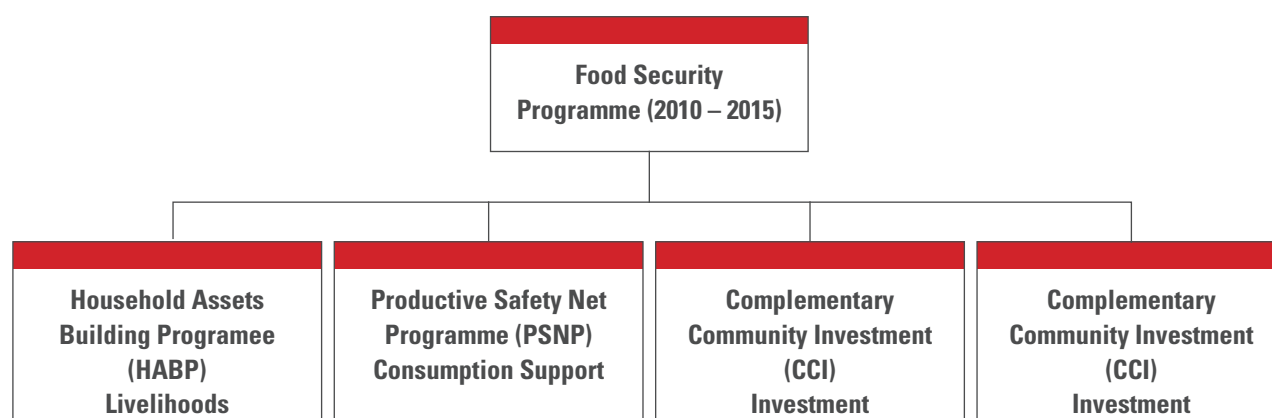 Food Security
Programme (2010 – 2015)
Household Assets
Building Programee
(HABP)
Livelihoods
Productive Safety Net
Programme (PSNP)
Consumption Support
Complementary
Community Investment
(CCI)
Investment
Complementary
Community Investment
(CCI)
Investment